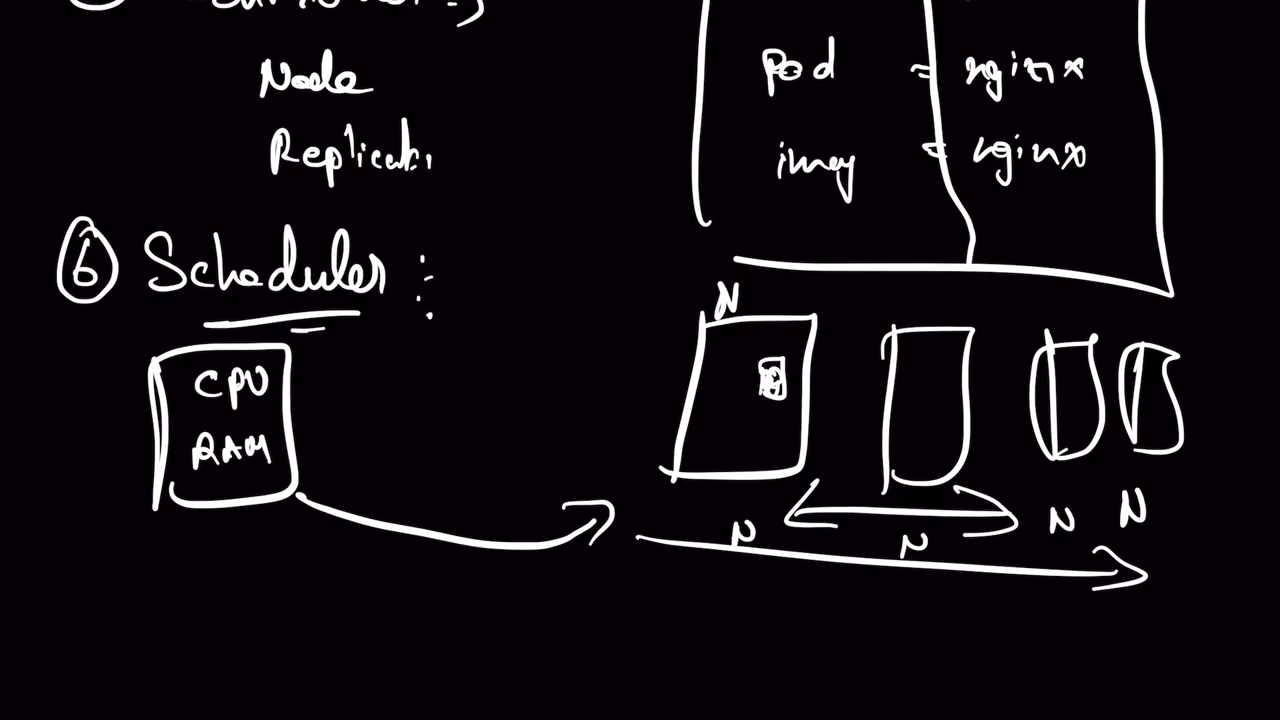 Node
Replicati
pod = nginx
imag = nginx
6 Scheduler :
CPU
RAM
N
N
N
N
N